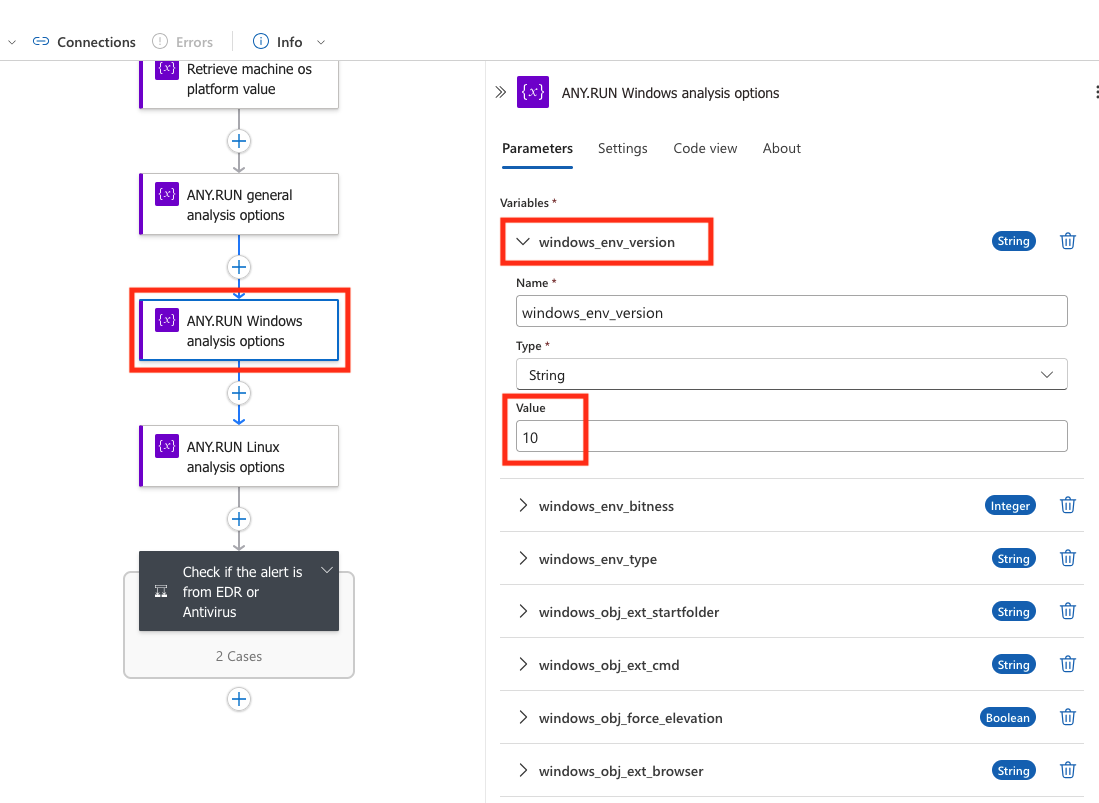 Connections
Errors
Info
{x}
Retrieve machine os
platform value
{x}
ANY.RUN general
analysis options
{x}
ANY.RUN Windows
analysis options
{x}
ANY.RUN Linux
analysis options
Check if the alert is
from EDR or
Antivirus
2 Cases
{x}
ANY.RUN Windows analysis options
Parameters
Settings
Code view
About
Variables *
windows_env_version
String
Name *
windows_env_version
Type *
String
Value
10
windows_env_bitness
Integer
windows_env_type
String
windows_obj_ext_startfolder
String
windows_obj_ext_cmd
String
windows_obj_force_elevation
Boolean
windows_obj_ext_browser
String